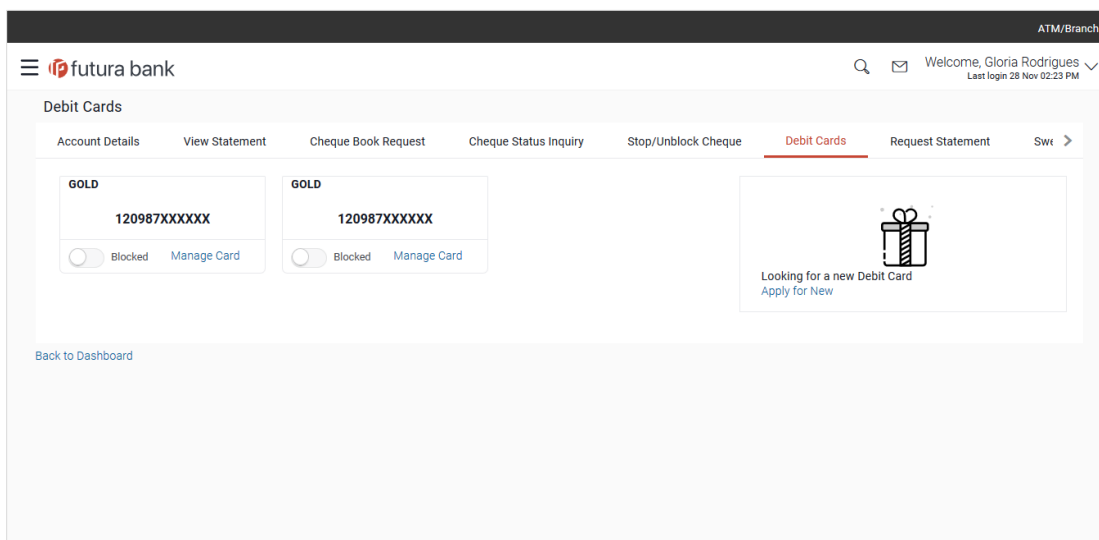 ATM/Branch
futura bank
Welcome, Gloria Rodrigues
Last login 28 Nov 02:23 PM
Debit Cards
Account Details View Statement Cheque Book Request Cheque Status Inquiry Stop/Unblock Cheque Debit Cards Request Statement
GOLD
120987XXXXXX
Blocked Manage Card
GOLD
120987XXXXXX
Blocked Manage Card
Looking for a new Debit Card
Apply for New
Back to Dashboard